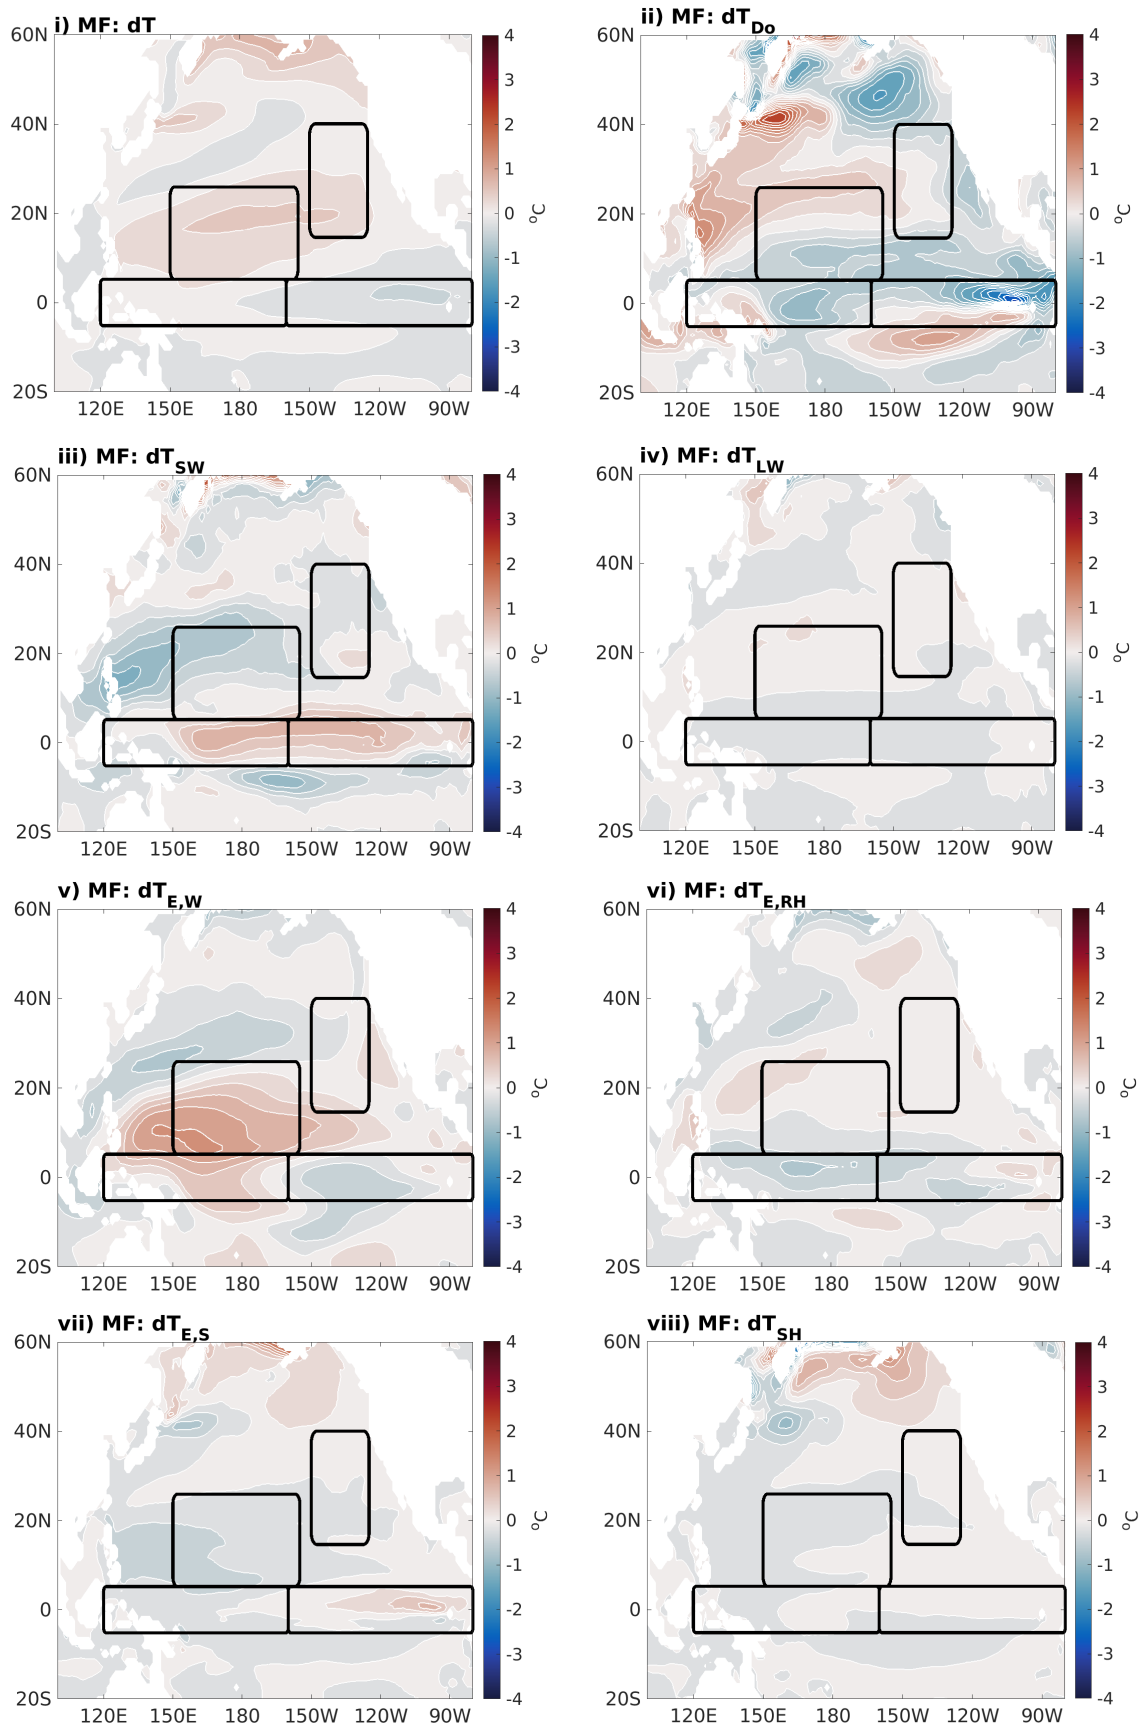 i) MF: dT
60N
40N
20N
0
20S
120E 150E 180 150W 120W 90W
4
3
2
1
0
-1
-2
-3
-4
°C
ii) MF: dT_Do
60N
40N
20N
0
20S
120E 150E 180 150W 120W 90W
4
3
2
1
0
-1
-2
-3
-4
°C
iii) MF: dT_SW
60N
40N
20N
0
20S
120E 150E 180 150W 120W 90W
4
3
2
1
0
-1
-2
-3
-4
°C
iv) MF: dT_LW
60N
40N
20N
0
20S
120E 150E 180 150W 120W 90W
4
3
2
1
0
-1
-2
-3
-4
°C
v) MF: dT_E,W
60N
40N
20N
0
20S
120E 150E 180 150W 120W 90W
4
3
2
1
0
-1
-2
-3
-4
°C
vi) MF: dT_E,RH
60N
40N
20N
0
20S
120E 150E 180 150W 120W 90W
4
3
2
1
0
-1
-2
-3
-4
°C
vii) MF: dT_E,S
60N
40N
20N
0
20S
120E 150E 180 150W 120W 90W
4
3
2
1
0
-1
-2
-3
-4
°C
viii) MF: dT_SH
60N
40N
20N
0
20S
120E 150E 180 150W 120W 90W
4
3
2
1
0
-1
-2
-3
-4
°C